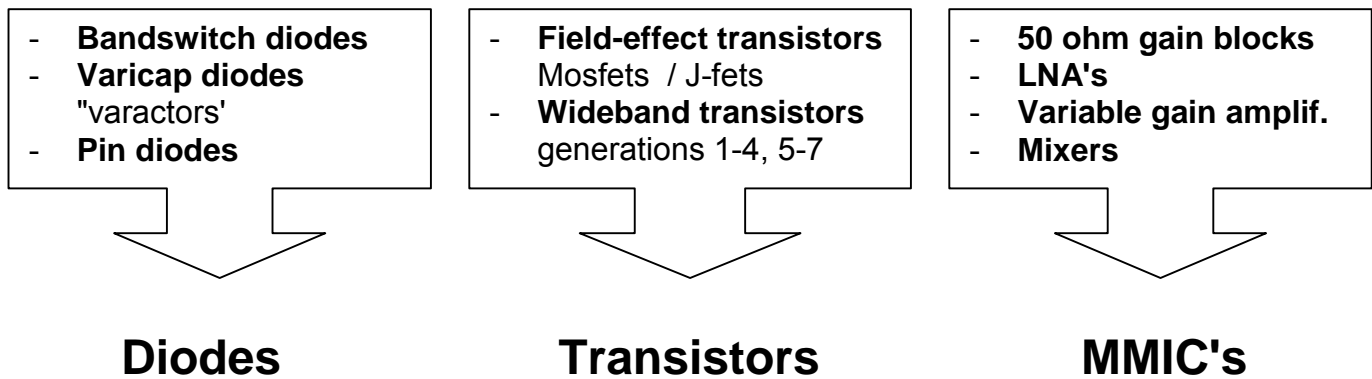 - Bandswitch diodes
- Varicap diodes
"varactors'
- Pin diodes
- Field-effect transistors
Mosfets / J-fets
- Wideband transistors
generations 1-4, 5-7
- 50 ohm gain blocks
- LNA's
- Variable gain amplif.
- Mixers
Diodes
Transistors
MMIC's